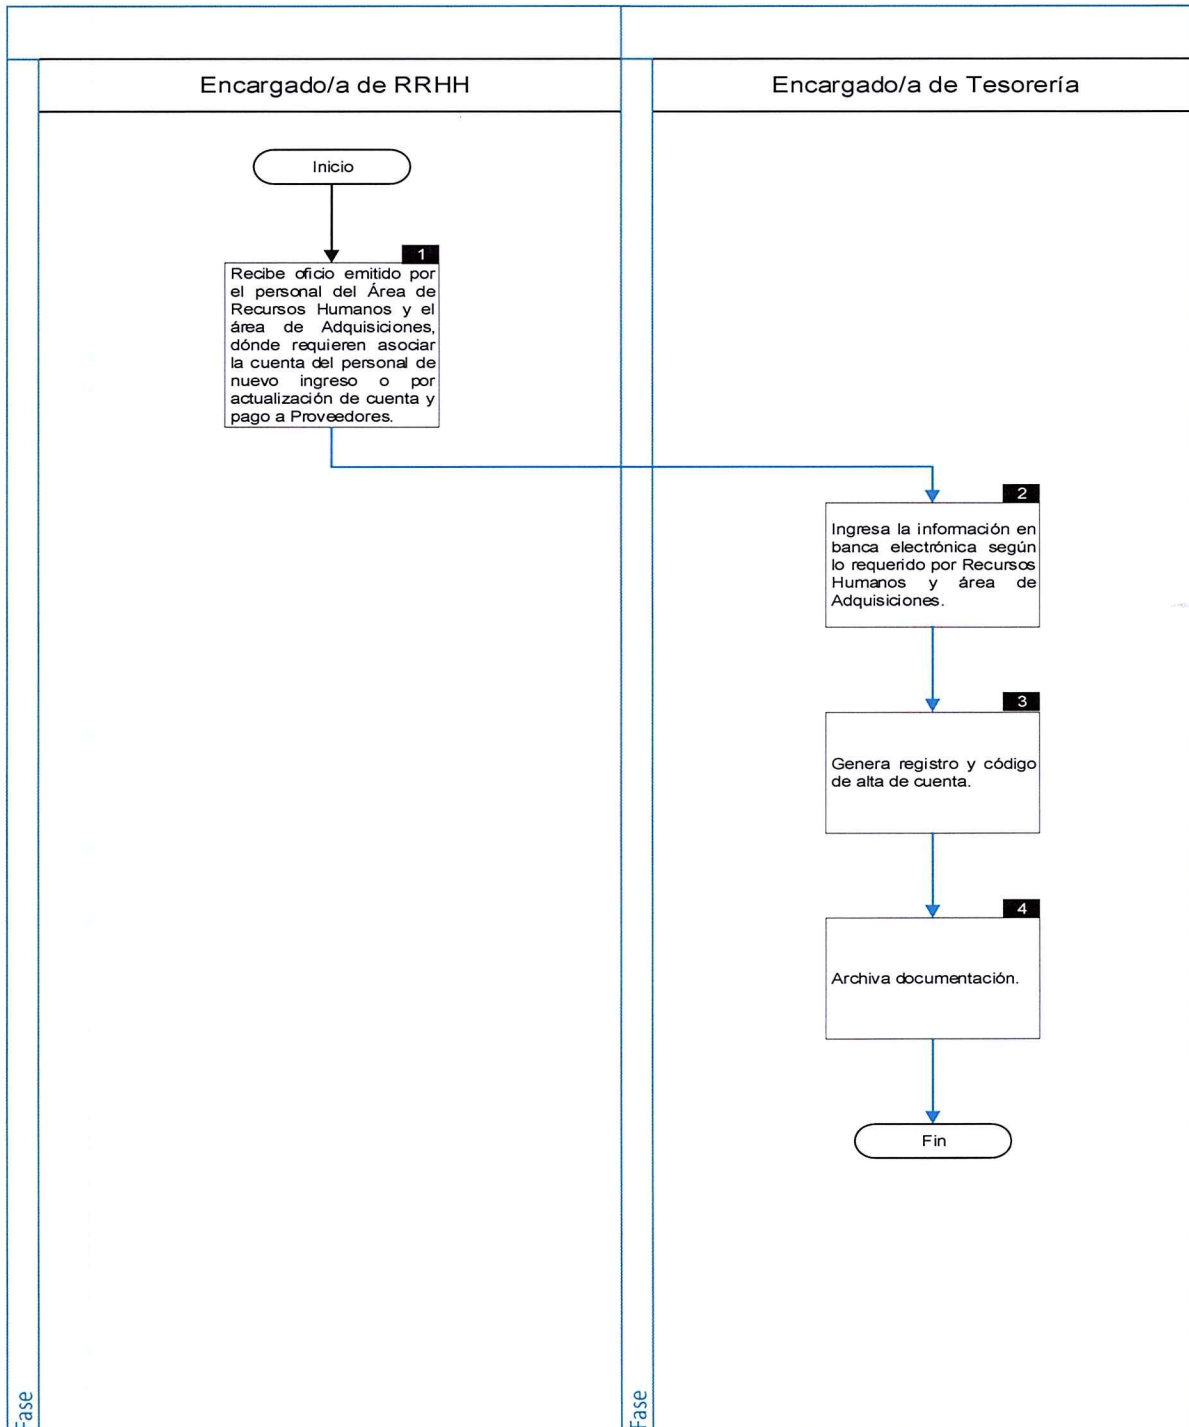 Encargado/a de RRHH
Encargado/a de Tesorería
Inicio
1
Recibe oficio emitido por
el personal del Área de
Recursos Humanos y el
área de Adquisiciones,
dónde requieren asociar
la cuenta del personal de
nuevo ingreso o por
actualización de cuenta y
pago a Proveedores.
2
Ingresa la información en
banca electrónica según
lo requerido por Recursos
Humanos y área de
Adquisiciones.
3
Genera registro y código
de alta de cuenta.
4
Archiva documentación.
Fin
Fase
Fase